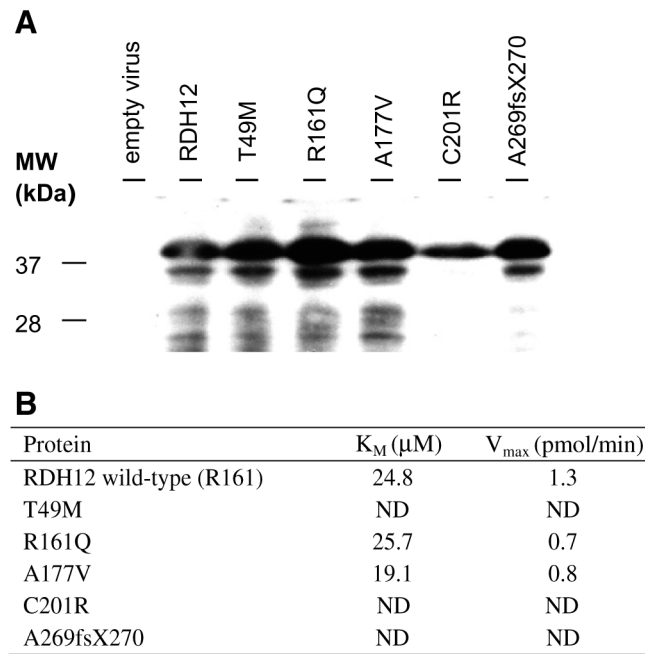 A
empty virus
RDH12
T49M
R161Q
A177V
C201R
A269fsX270
MW
(kDa)
37
28
B
Protein K_M (μM) V_max (pmol/min)
RDH12 wild-type (R161) 24.8 1.3
T49M ND ND
R161Q 25.7 0.7
A177V 19.1 0.8
C201R ND ND
A269fsX270 ND ND